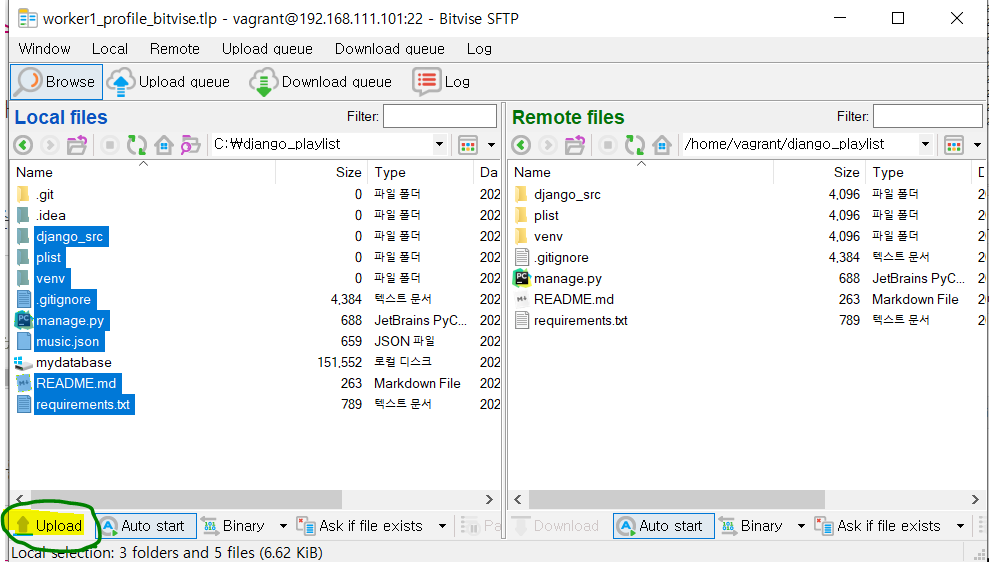 worker1_profile_bitvise.tlp - vagrant@192.168.111.101:22 - Bitvise SFTP
Window Local Remote Upload queue Download queue Log
Browse Upload queue Download queue Log
Local files Filter:
C:₩django_playlist
Name Size Type Da
.git 0 파일 폴더 202
.idea 0 파일 폴더 202
django_src 0 파일 폴더 202
plist 0 파일 폴더 202
venv 0 파일 폴더 202
.gitignore 4,384 텍스트 문서 202
manage.py 688 JetBrains PyC... 202
music.json 659 JSON 파일 202
mydatabase 151,552 로컬 디스크 202
README.md 263 Markdown File 202
requirements.txt 789 텍스트 문서 202
Upload Auto start Binary Ask if file exists Pa
Remote files Filter:
/home/vagrant/django_playlist
Name Size Type D
django_src 4,096 파일 폴더 2
plist 4,096 파일 폴더 2
venv 4,096 파일 폴더 2
.gitignore 4,384 텍스트 문서 2
manage.py 688 JetBrains PyC... 2
README.md 263 Markdown File 2
requirements.txt 789 텍스트 문서 2
Download Auto start Binary Ask if file exists
Local selection: 3 folders and 5 files (6.62 KiB)